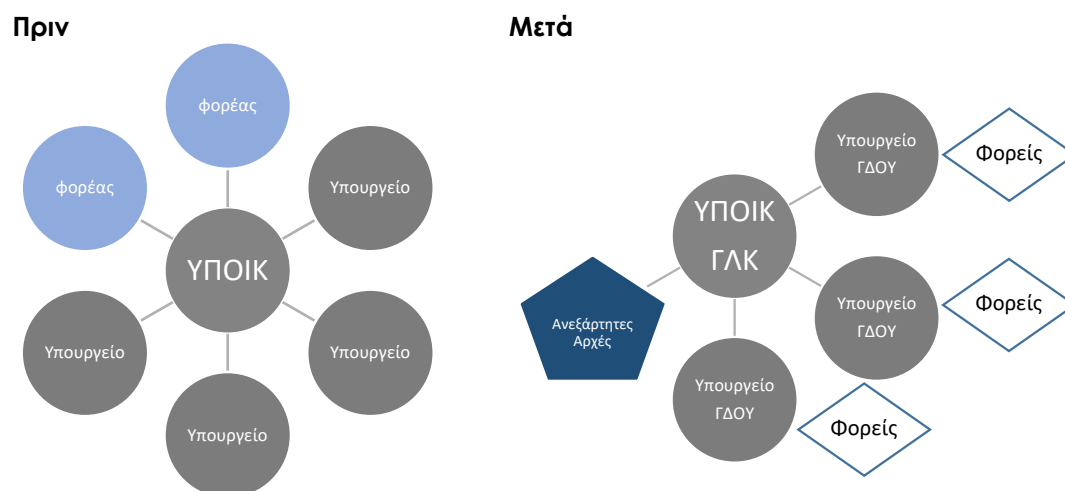 Πριν
φορέας
φορέας
Υπουργείο
ΥΠΟΙΚ
Υπουργείο
Υπουργείο
Υπουργείο
Μετά
Υπουργείο
ΓΔΟΥ
Φορείς
ΥΠΟΙΚ
ΓΛΚ
Υπουργείο
ΓΔΟΥ
Φορείς
Ανεξάρτητες
Αρχές
Υπουργείο
ΓΔΟΥ
Φορείς